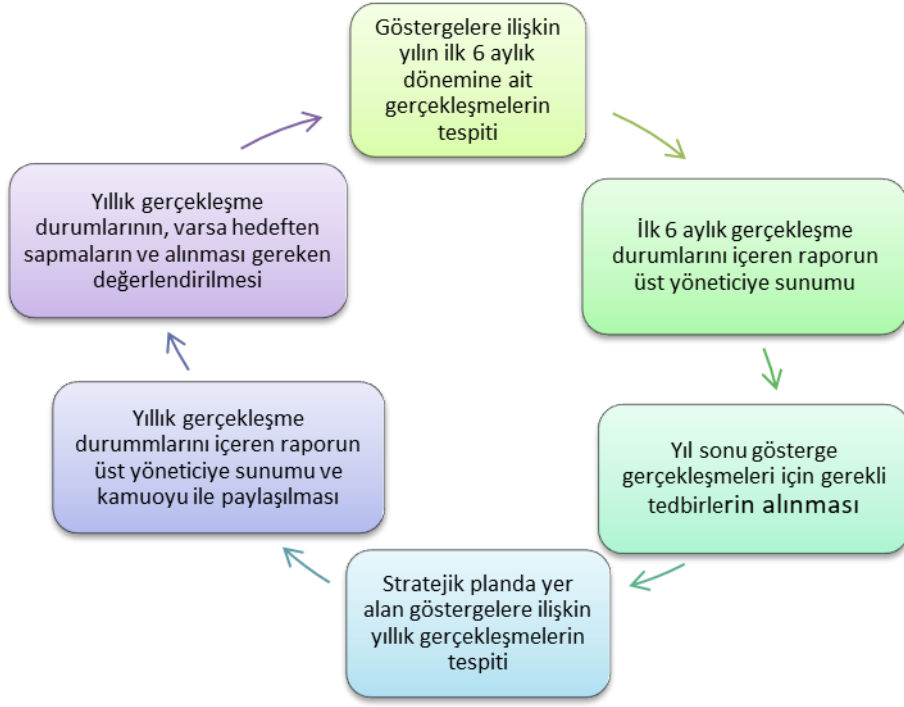 Göstergelere ilişkin
yılın ilk 6 aylık
dönemine ait
gerçekleşmelerin
tespiti
İlk 6 aylık gerçekleşme
durumlarını içeren raporun
üst yöneticiye sunumu
Yıl sonu gösterge
gerçekleşmeleri için gerekli
tedbirlerin alınması
Stratejik planda yer
alan göstergelere ilişkin
yıllık gerçekleşmelerin
tespiti
Yıllık gerçekleşme
durummlarını içeren raporun
üst yöneticiye sunumu ve
kamuoyu ile paylaşılması
Yıllık gerçekleşme
durumlarının, varsa hedeften
sapmaların ve alınması gereken
değerlendirilmesi